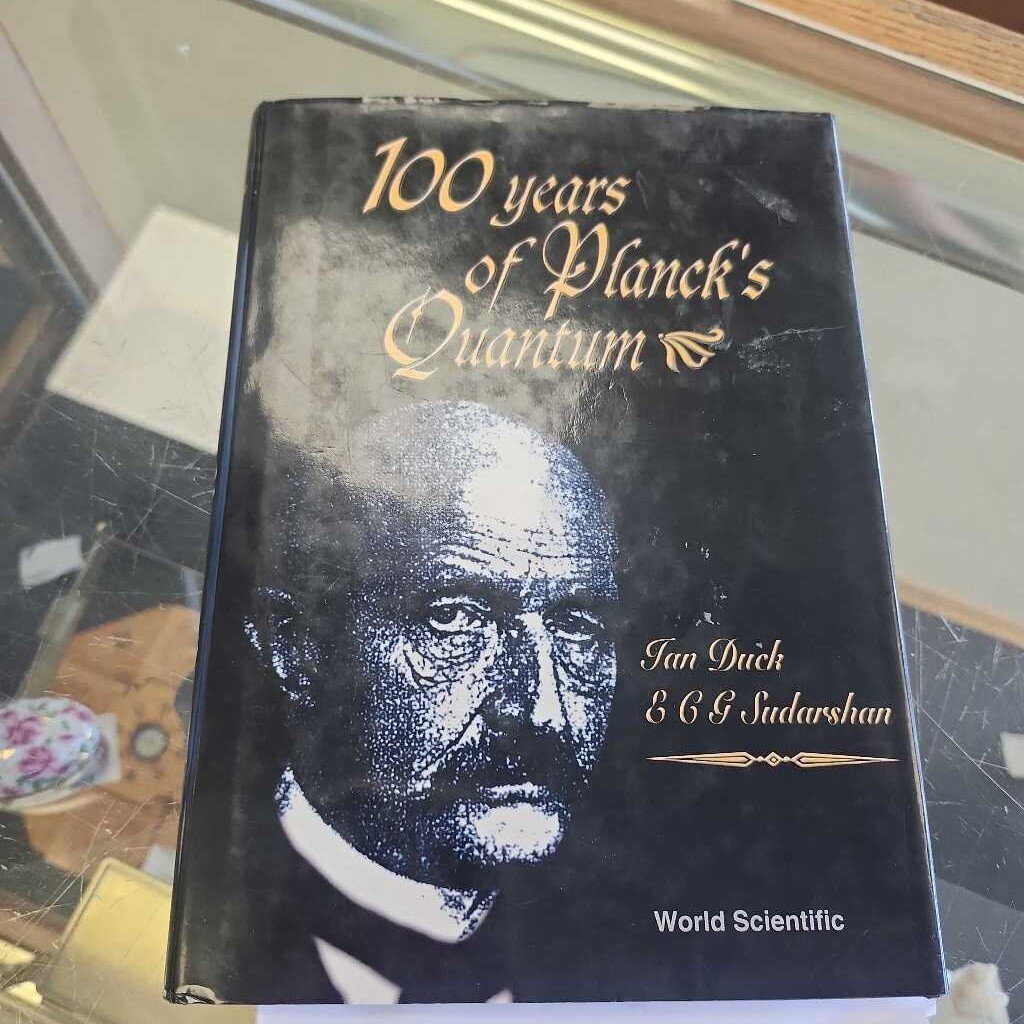 100 years
of Planck's
Quantum
Ian Duck
E C G Sudarshan
World Scientific